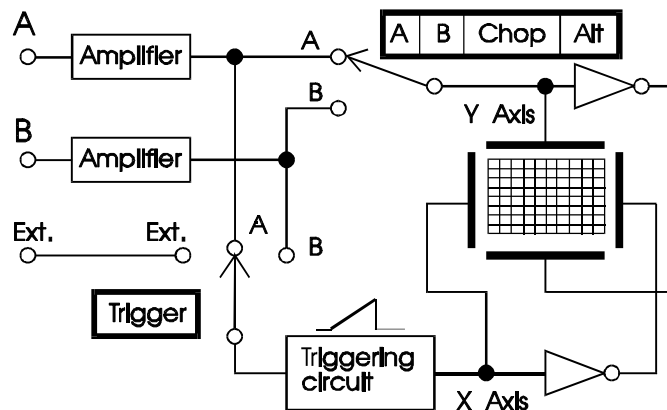 A
Amplifier
A
A B Chop Alt
B
Y Axis
B
Amplifier
Ext. Ext.
A
B
Trigger
Triggering
circuit
X Axis